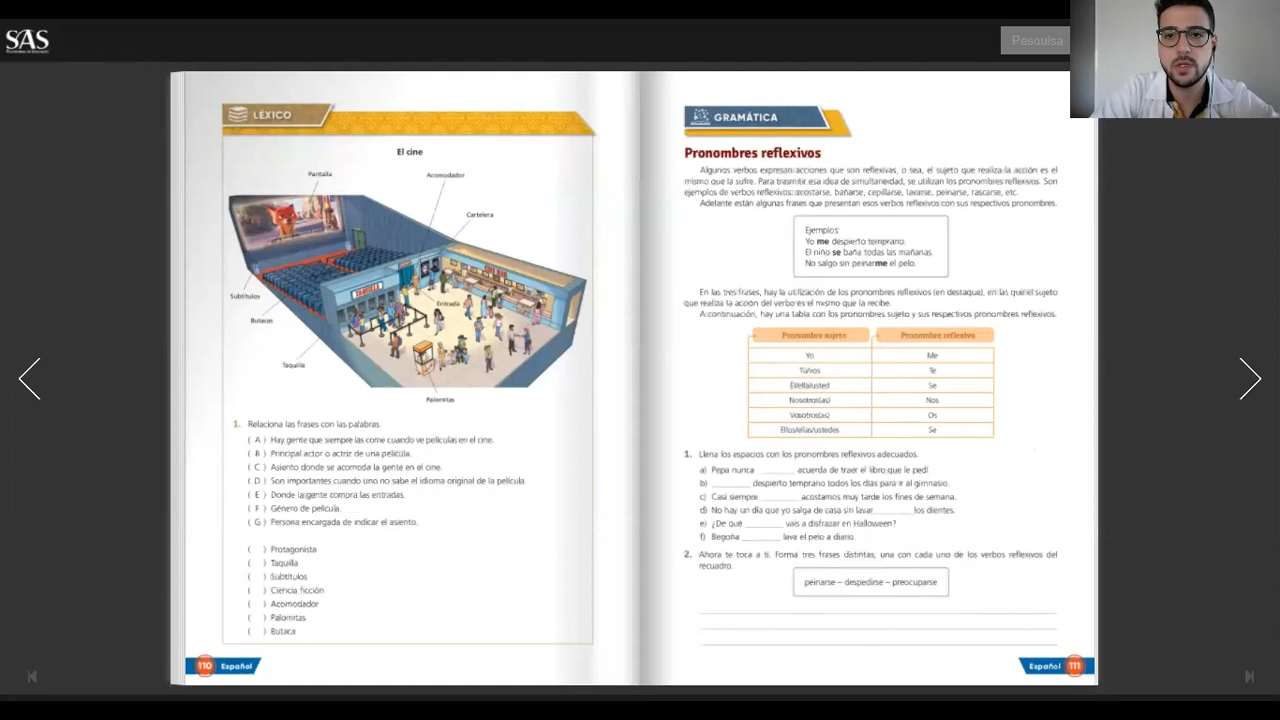 SAS
Pesquisa
LÉXICO
El cine
Pantalla
Acomodador
Cartelera
Subtítulos
Entrada
Butacas
TAQUILLA
Taquilla
Palomitas
1. Relaciona las frases con las palabras.
( A ) Hay gente que siempre las come cuando ve películas en el cine.
( B ) Principal actor o actriz de una película.
( C ) Asiento donde se acomoda la gente en el cine.
( D ) Son importantes cuando uno no sabe el idioma original de la película
( E ) Donde la gente compra las entradas.
( F ) Género de película.
( G ) Persona encargada de indicar el asiento.
( ) Protagonista
( ) Taquilla
( ) Subtítulos
( ) Ciencia ficción
( ) Acomodador
( ) Palomitas
( ) Butaca
110 Español
GRAMÁTICA
Pronombres reflexivos
Algunos verbos expresan acciones que son reflexivas, o sea, el sujeto que realiza la acción es el
mismo que la sufre. Para trasmitir esa idea de simultaneidad, se utilizan los pronombres reflexivos. Son
ejemplos de verbos reflexivos: acostarse, bañarse, cepillarse, lavarse, peinarse, rascarse, etc.
Adelante están algunas frases que presentan esos verbos reflexivos con sus respectivos pronombres.
Ejemplos:
Yo me despierto temprano.
El niño se baña todas las mañanas.
No salgo sin peinarme el pelo.
En las tres frases, hay la utilización de los pronombres reflexivos (en destaque), en las que el sujeto
que realiza la acción del verbo es el mismo que la recibe.
A continuación, hay una tabla con los pronombres sujeto y sus respectivos pronombres reflexivos.
Pronombre sujeto Pronombre reflexivo
Yo Me
Tú/vos Te
Él/ella/usted Se
Nosotros(as) Nos
Vosotros(as) Os
Ellos/ellas/ustedes Se
1. Llena los espacios con los pronombres reflexivos adecuados.
a) Pepa nunca ________ acuerda de traer el libro que le pedí
b) ________ despierto temprano todos los días para ir al gimnasio.
c) Casi siempre ________ acostamos muy tarde los fines de semana.
d) No hay un día que yo salga de casa sin lavar________ los dientes.
e) ¿De qué ________ vais a disfrazar en Halloween?
f) Begoña ________ lava el pelo a diario
2. Ahora te toca a ti. Forma tres frases distintas, una con cada uno de los verbos reflexivos del
recuadro.
peinarse – despedirse – preocuparse
Español 111